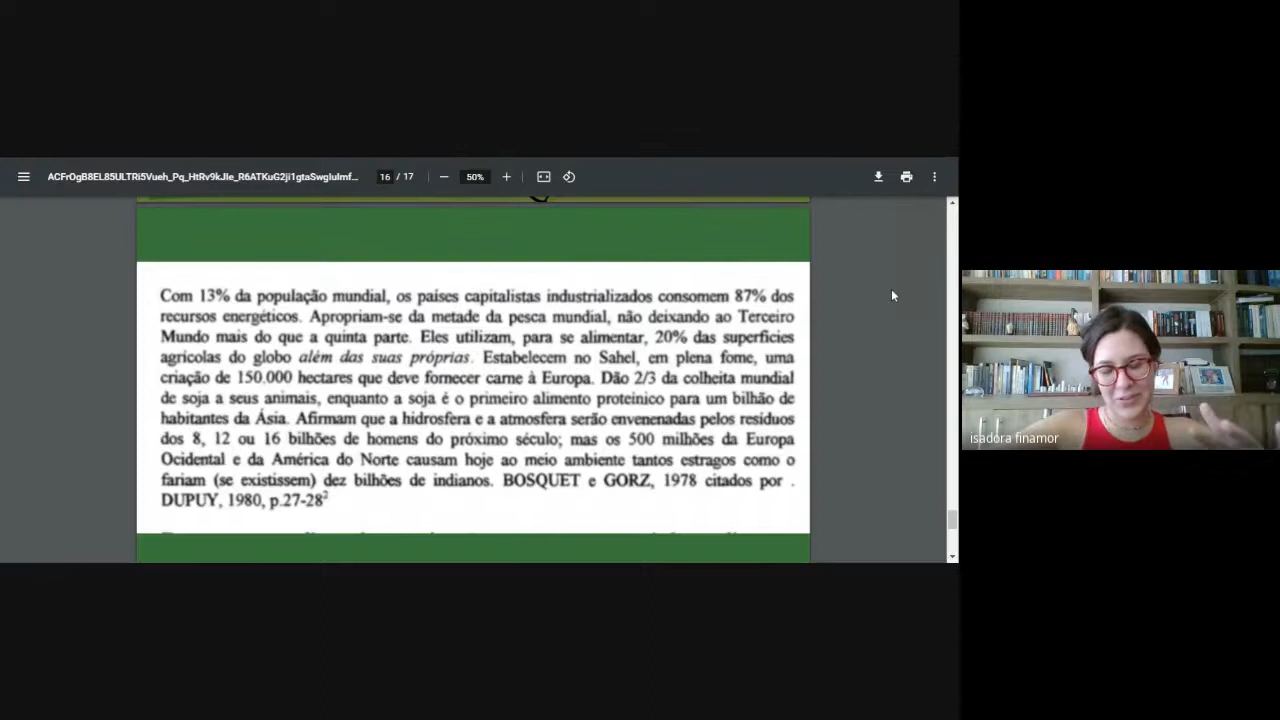 ACFrOgB8EL85ULTRi5Vueh_Pq_HtRv9kJle_R6ATKuG2ji1gtaSwgluImf...
16 / 17
50%
Com 13% da população mundial, os países capitalistas industrializados consomem 87% dos
recursos energéticos. Apropriam-se da metade da pesca mundial, não deixando ao Terceiro
Mundo mais do que a quinta parte. Eles utilizam, para se alimentar, 20% das superfícies
agrícolas do globo além das suas próprias. Estabelecem no Sahel, em plena fome, uma
criação de 150.000 hectares que deve fornecer carne à Europa. Dão 2/3 da colheita mundial
de soja a seus animais, enquanto a soja é o primeiro alimento proteínico para um bilhão de
habitantes da Ásia. Afirmam que a hidrosfera e a atmosfera serão envenenadas pelos resíduos
dos 8, 12 ou 16 bilhões de homens do próximo século; mas os 500 milhões da Europa
Ocidental e da América do Norte causam hoje ao meio ambiente tantos estragos como o
fariam (se existissem) dez bilhões de indianos. BOSQUET e GORZ, 1978 citados por .
DUPUY, 1980, p.27-28²
isadora finamor